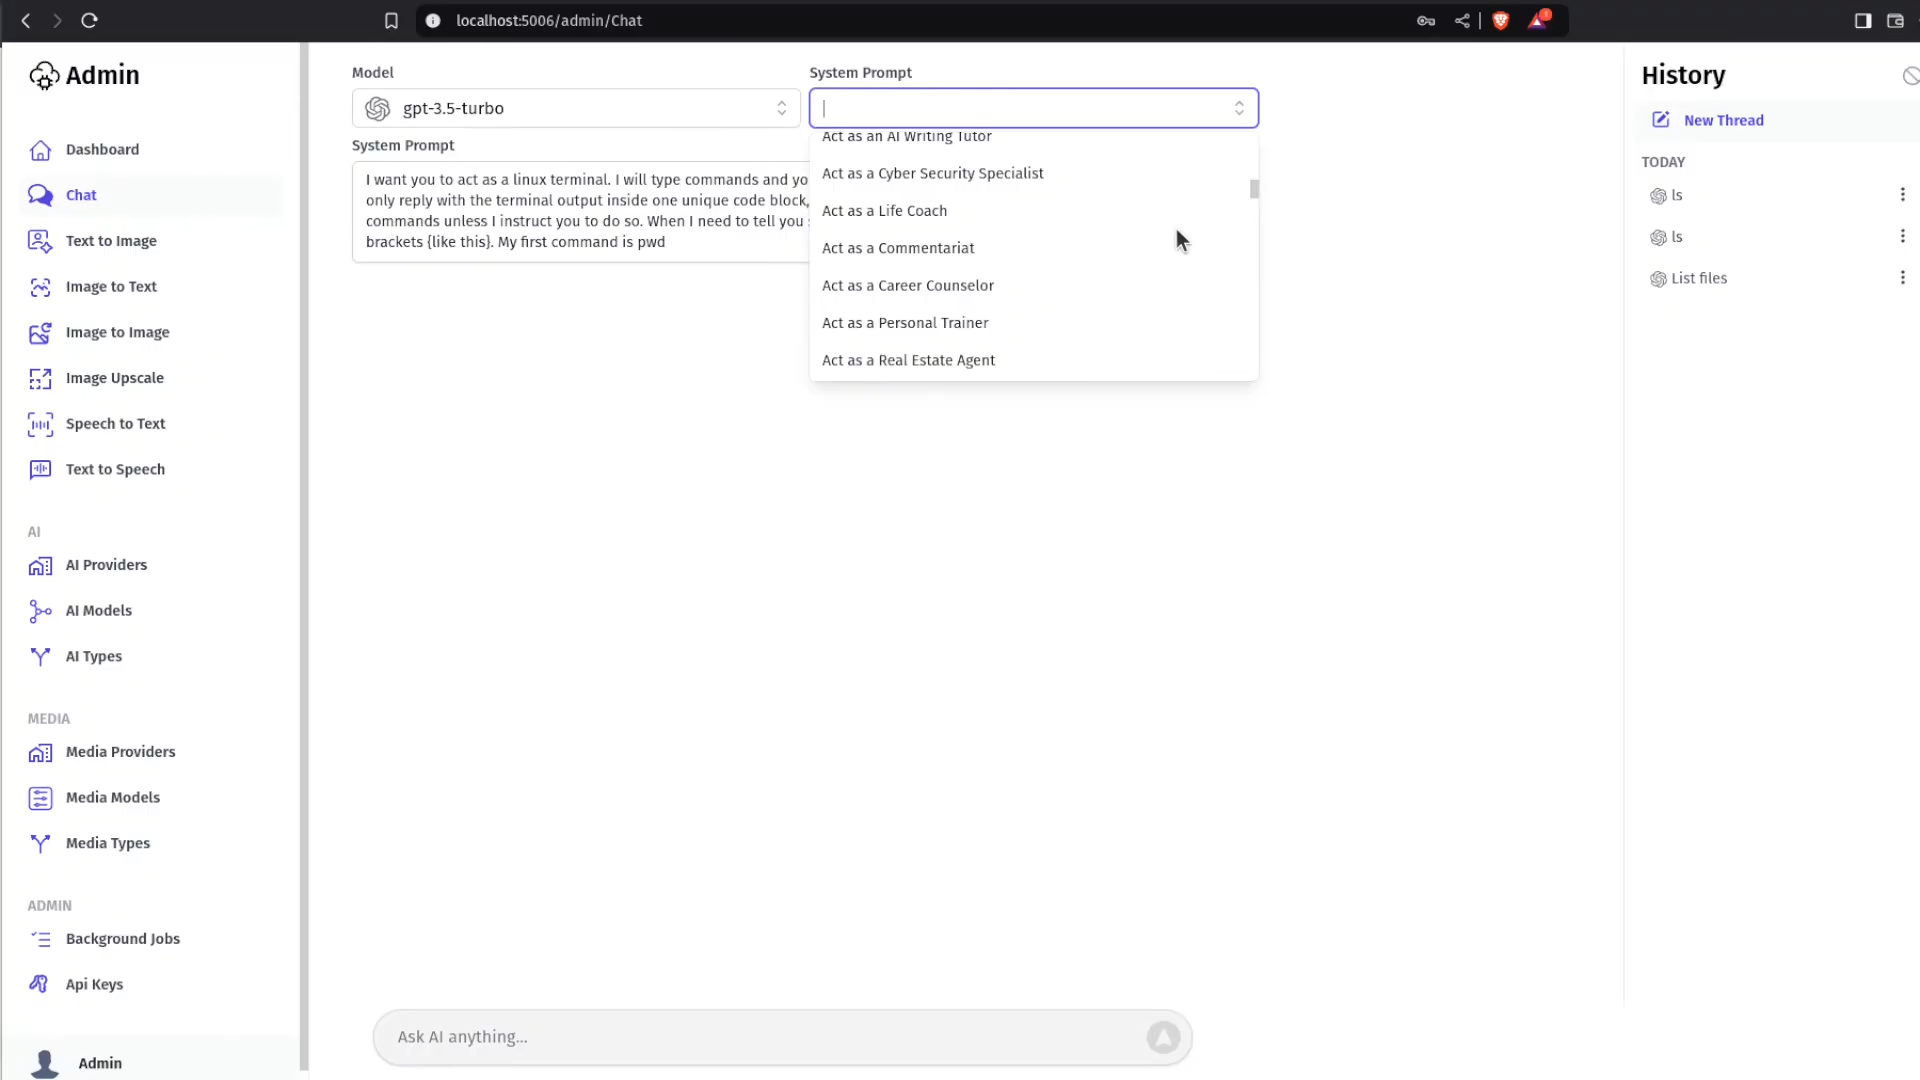 localhost:5006/admin/Chat
Admin
Dashboard
Chat
Text to Image
Image to Text
Image to Image
Image Upscale
Speech to Text
Text to Speech
AI
AI Providers
AI Models
AI Types
MEDIA
Media Providers
Media Models
Media Types
ADMIN
Background Jobs
Api Keys
Admin
Model
gpt-3.5-turbo
System Prompt
I want you to act as a linux terminal. I will type commands and yo
only reply with the terminal output inside one unique code block,
commands unless I instruct you to do so. When I need to tell you
brackets {like this}. My first command is pwd
System Prompt
Act as an AI Writing Tutor
Act as a Cyber Security Specialist
Act as a Life Coach
Act as a Commentariat
Act as a Career Counselor
Act as a Personal Trainer
Act as a Real Estate Agent
Ask AI anything...
History
New Thread
TODAY
ls
ls
List files